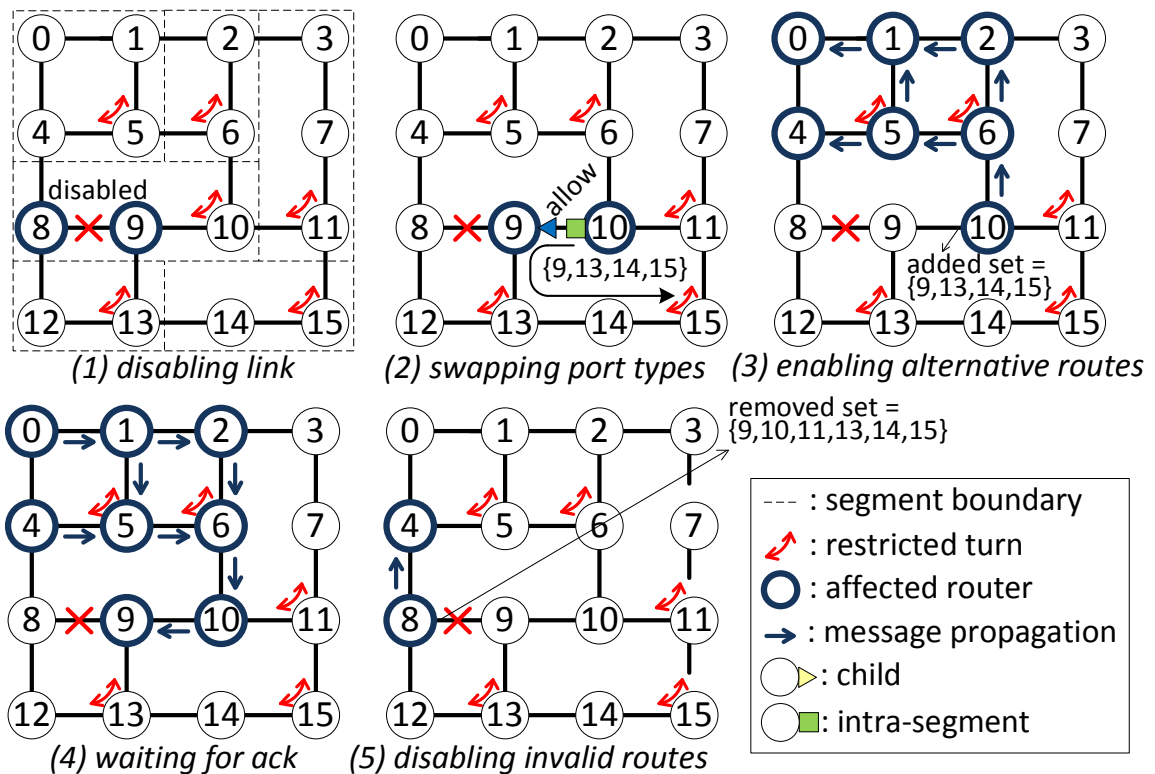 0 1 2 3
4 5 6 7
disabled
8 9 10 11
12 13 14 15
(1) disabling link
0 1 2 3
4 5 6 7
allow
8 9 10 11
{9,13,14,15}
12 13 14 15
(2) swapping port types
0 1 2 3
4 5 6 7
8 9 10 11
added set =
{9,13,14,15}
12 13 14 15
(3) enabling alternative routes
0 1 2 3
4 5 6 7
8 9 10 11
12 13 14 15
(4) waiting for ack
removed set =
{9,10,11,13,14,15}
0 1 2 3
4 5 6 7
8 9 10 11
12 13 14 15
(5) disabling invalid routes
: segment boundary
: restricted turn
: affected router
: message propagation
: child
: intra-segment